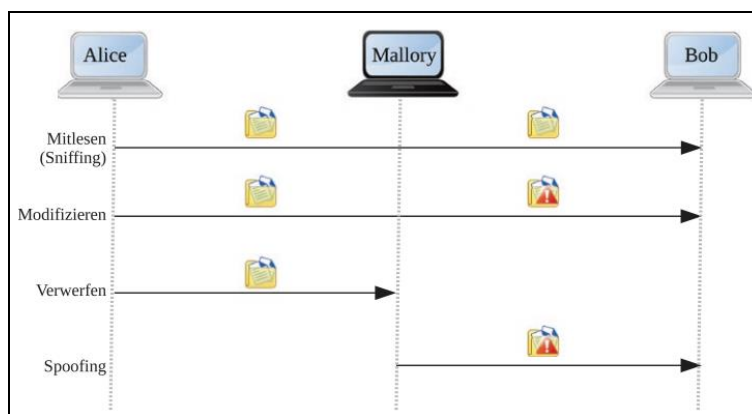 Alice
Mallory
Bob
Mitlesen
(Sniffing)
Modifizieren
Verwerfen
Spoofing